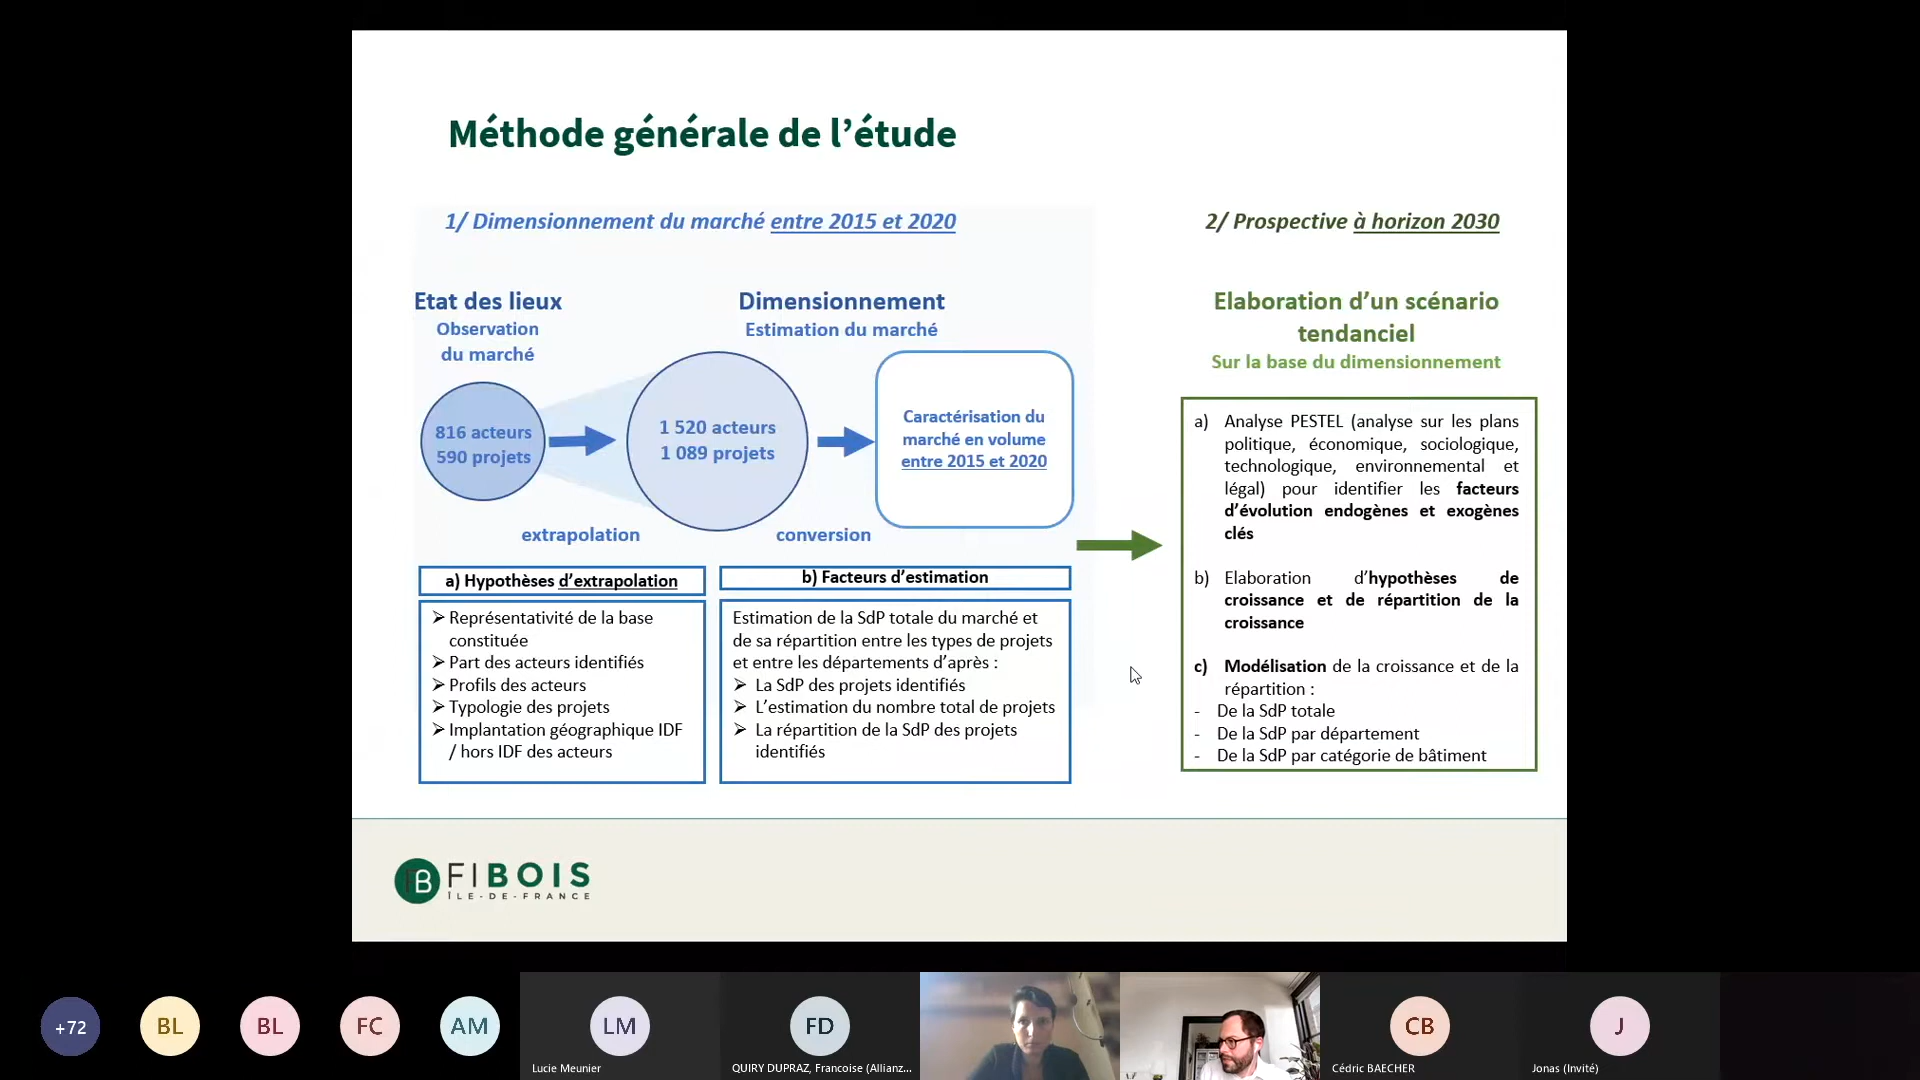 Méthode générale de l’étude
1/ Dimensionnement du marché entre 2015 et 2020
Etat des lieux
Observation
du marché
Dimensionnement
Estimation du marché
816 acteurs
590 projets
1 520 acteurs
1 089 projets
Caractérisation du
marché en volume
entre 2015 et 2020
extrapolation
conversion
a) Hypothèses d’extrapolation
➢ Représentativité de la base
constituée
➢ Part des acteurs identifiés
➢ Profils des acteurs
➢ Typologie des projets
➢ Implantation géographique IDF
/ hors IDF des acteurs
b) Facteurs d’estimation
Estimation de la SdP totale du marché et
de sa répartition entre les types de projets
et entre les départements d’après :
➢ La SdP des projets identifiés
➢ L’estimation du nombre total de projets
➢ La répartition de la SdP des projets
identifiés
2/ Prospective à horizon 2030
Elaboration d’un scénario
tendanciel
Sur la base du dimensionnement
a) Analyse PESTEL (analyse sur les plans
politique, économique, sociologique,
technologique, environnemental et
légal) pour identifier les facteurs
d’évolution endogènes et exogènes
clés
b) Elaboration d’hypothèses de
croissance et de répartition de la
croissance
c) Modélisation de la croissance et de la
répartition :
- De la SdP totale
- De la SdP par département
- De la SdP par catégorie de bâtiment
FB FIBOIS
ÎLE-DE-FRANCE
+72
BL
BL
FC
AM
LM
Lucie Meunier
FD
QUIRY DUPRAZ, Francoise (Allianz...
CB
Cédric BAECHER
J
Jonas (Invité)